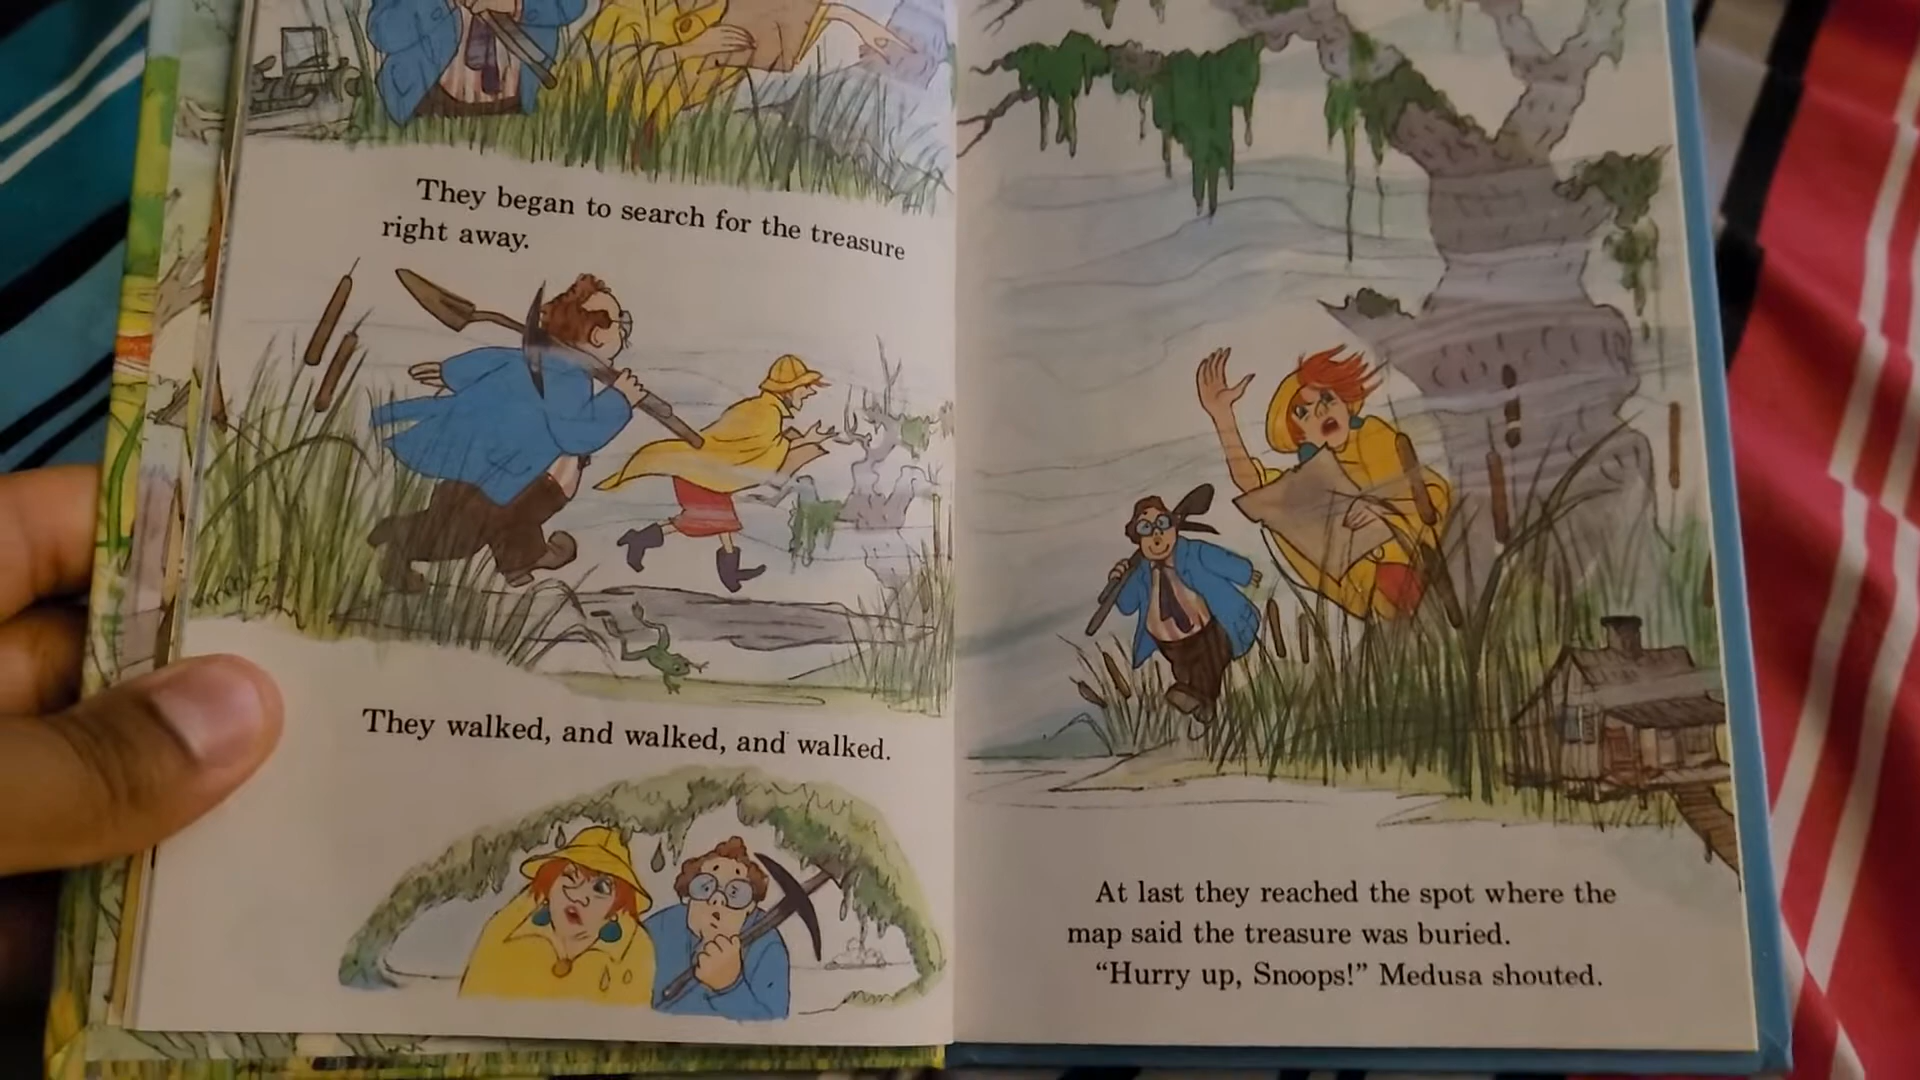 They began to search for the treasure
right away.
They walked, and walked, and walked.
At last they reached the spot where the
map said the treasure was buried.
“Hurry up, Snoops!” Medusa shouted.